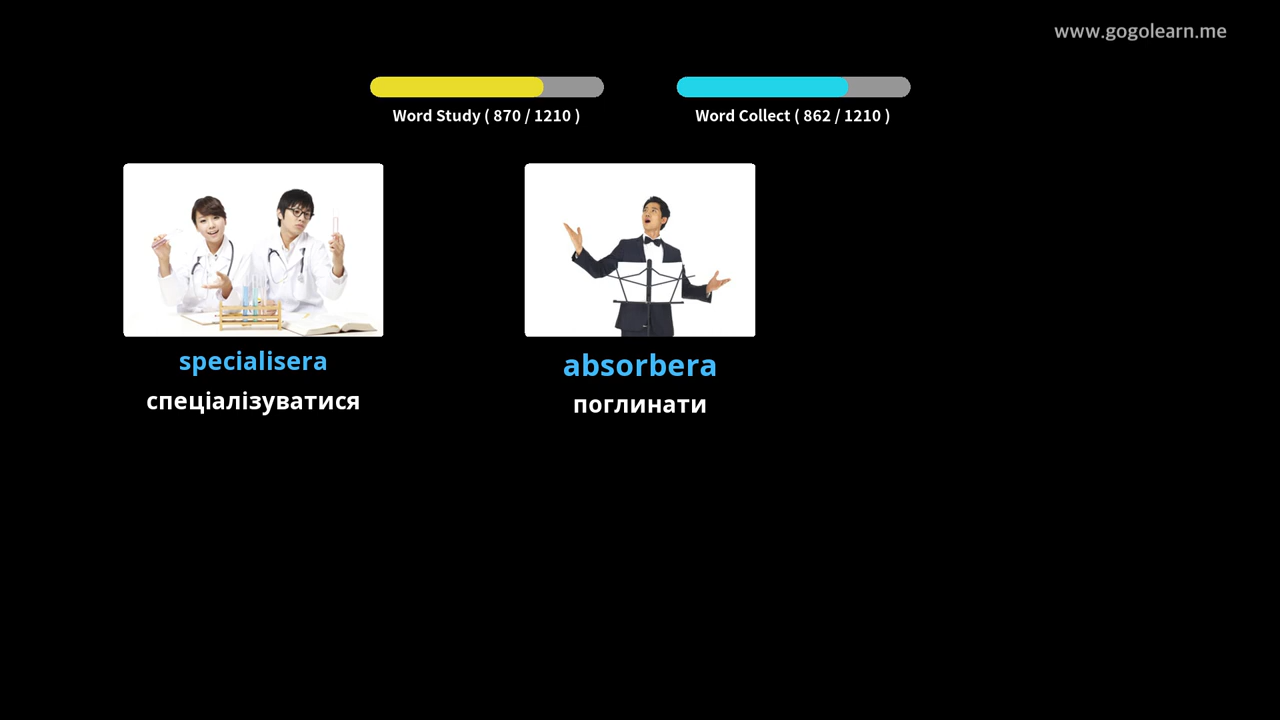 www.gogolearn.me
Word Study ( 870 / 1210 )
Word Collect ( 862 / 1210 )
specialisera
спеціалізуватися
absorbera
поглинати